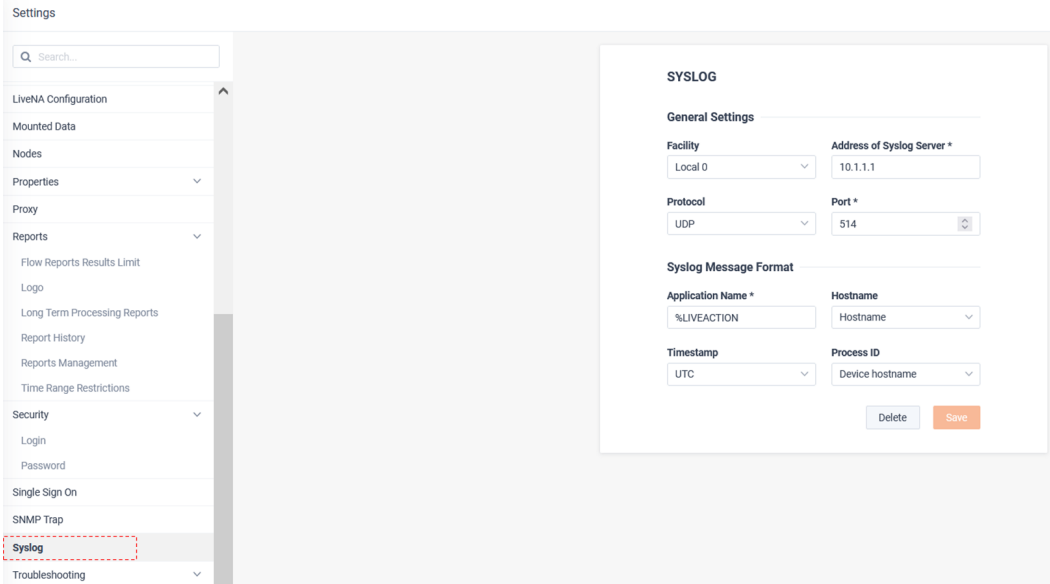 Settings
Search...
LiveNA Configuration
Mounted Data
Nodes
Properties
Proxy
Reports
Flow Reports Results Limit
Logo
Long Term Processing Reports
Report History
Reports Management
Time Range Restrictions
Security
Login
Password
Single Sign On
SNMP Trap
Syslog
Troubleshooting
SYSLOG
General Settings
Facility Address of Syslog Server *
Local 0 10.1.1.1
Protocol Port *
UDP 514
Syslog Message Format
Application Name * Hostname
%LIVEACTION Hostname
Timestamp Process ID
UTC Device hostname
Delete Save